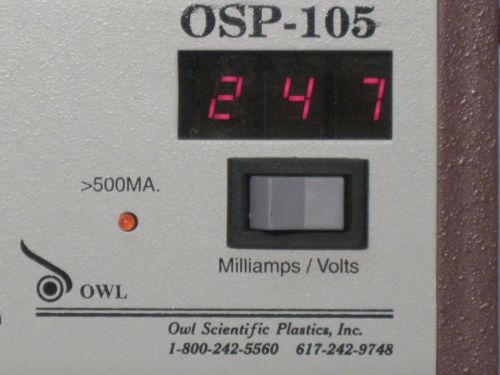 OSP-105
247
>500MA.
Milliamps / Volts
OWL
Owl Scientific Plastics, Inc.
1-800-242-5560 617-242-9748